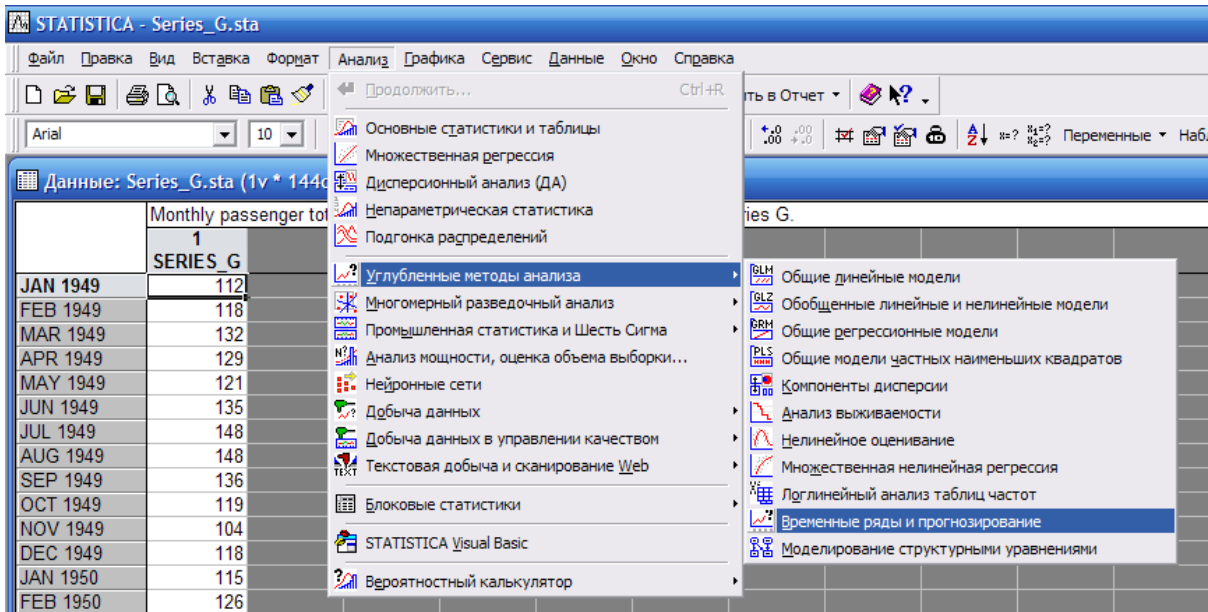 STATISTICA - Series_G.sta
Файл Правка Вид Вставка Формат Анализ Графика Сервис Данные Окно Справка
Продолжить... Ctrl+R
в Отчет
Arial 10
Основные статистики и таблицы
x=? Переменные
Множественная регрессия
Данные: Series_G.sta (1v *
Дисперсионный анализ (ДА)
Monthly passenger
G.
Непараметрическая статистика
1
SERIES_G
Подгонка распределений
JAN 1949 112
Углубленные методы анализа
GLM Общие линейные модели
FEB 1949 118
Многомерный разведочный анализ
GLZ Обобщенные линейные и нелинейные модели
MAR 1949 132
Промышленная статистика и Шесть Сигма
GRM Общие регрессионные модели
APR 1949 129
Анализ мощности, оценка объема выборки...
PLS Общие модели частных наименьших квадратов
MAY 1949 121
Нейронные сети
Компоненты дисперсии
JUN 1949 135
Добыча данных
Анализ выживаемости
JUL 1949 148
Добыча данных в управлении качеством
Нелинейное оценивание
AUG 1949 148
TEXT Текстовая добыча и сканирование Web
Множественная нелинейная регрессия
SEP 1949 136
Логлинейный анализ таблиц частот
OCT 1949 119
Блоковые статистики
Временные ряды и прогнозирование
NOV 1949 104
STATISTICA Visual Basic
Моделирование структурными уравнениями
DEC 1949 118
JAN 1950 115
Вероятностный калькулятор
FEB 1950 126